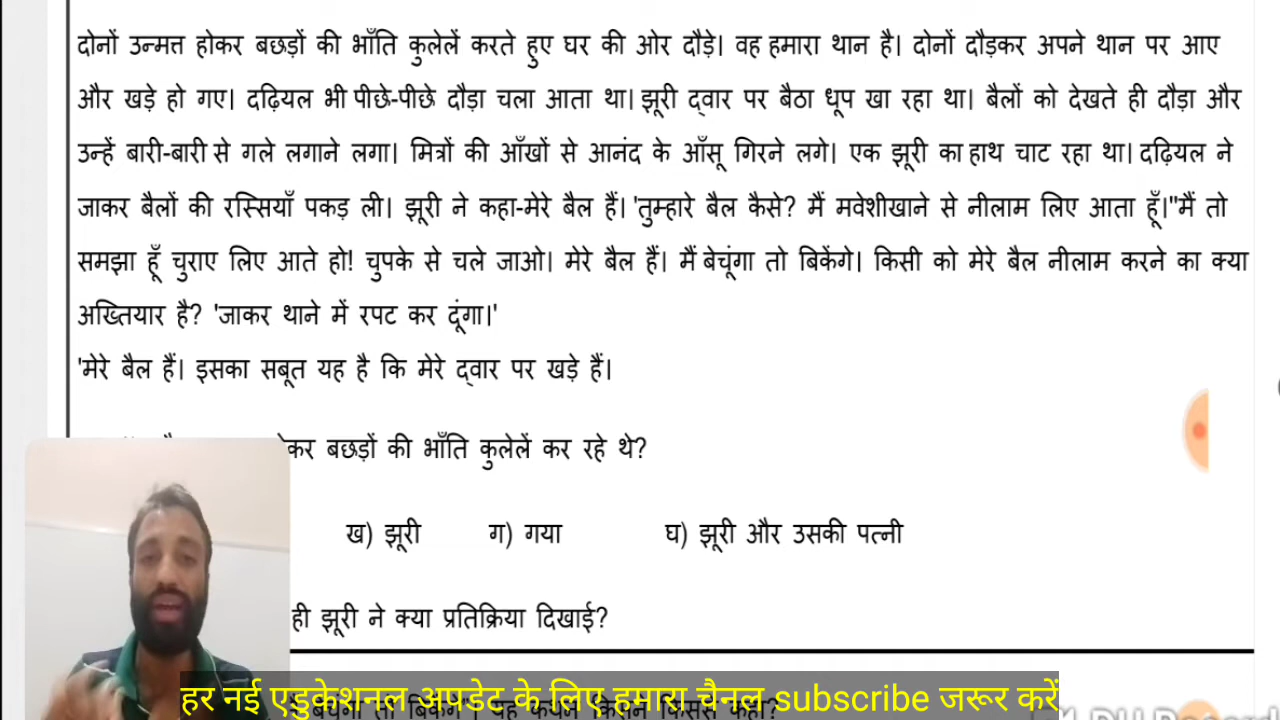 दोनों उन्मत्त होकर बछड़ों की भाँति कुलेलें करते हुए घर की ओर दौड़े। वह हमारा थान है। दोनों दौड़कर अपने थान पर आए
और खड़े हो गए। दढ़ियल भी पीछे-पीछे दौड़ा चला आता था। झूरी द्वार पर बैठा धूप खा रहा था। बैलों को देखते ही दौड़ा और
उन्हें बारी-बारी से गले लगाने लगा। मित्रों की आँखों से आनंद के आँसू गिरने लगे। एक झूरी का हाथ चाट रहा था। दढ़ियल ने
जाकर बैलों की रस्सियाँ पकड़ ली। झूरी ने कहा-मेरे बैल हैं। 'तुम्हारे बैल कैसे? मैं मवेशीखाने से नीलाम लिए आता हूँ।''मैं तो
समझा हूँ चुराए लिए आते हो! चुपके से चले जाओ। मेरे बैल हैं। मैं बेचूंगा तो बिकेंगे। किसी को मेरे बैल नीलाम करने का क्या
अख्तियार है? 'जाकर थाने में रपट कर दूंगा।'
'मेरे बैल हैं। इसका सबूत यह है कि मेरे द्वार पर खड़े हैं।
बछड़ों की भाँति कुलेलें कर रहे थे?
ख) झूरी ग) गया घ) झूरी और उसकी पत्नी
ही झूरी ने क्या प्रतिक्रिया दिखाई?
हर नई एडुकेशनल अपडेट के लिए हमारा चैनल subscribe जरूर करें